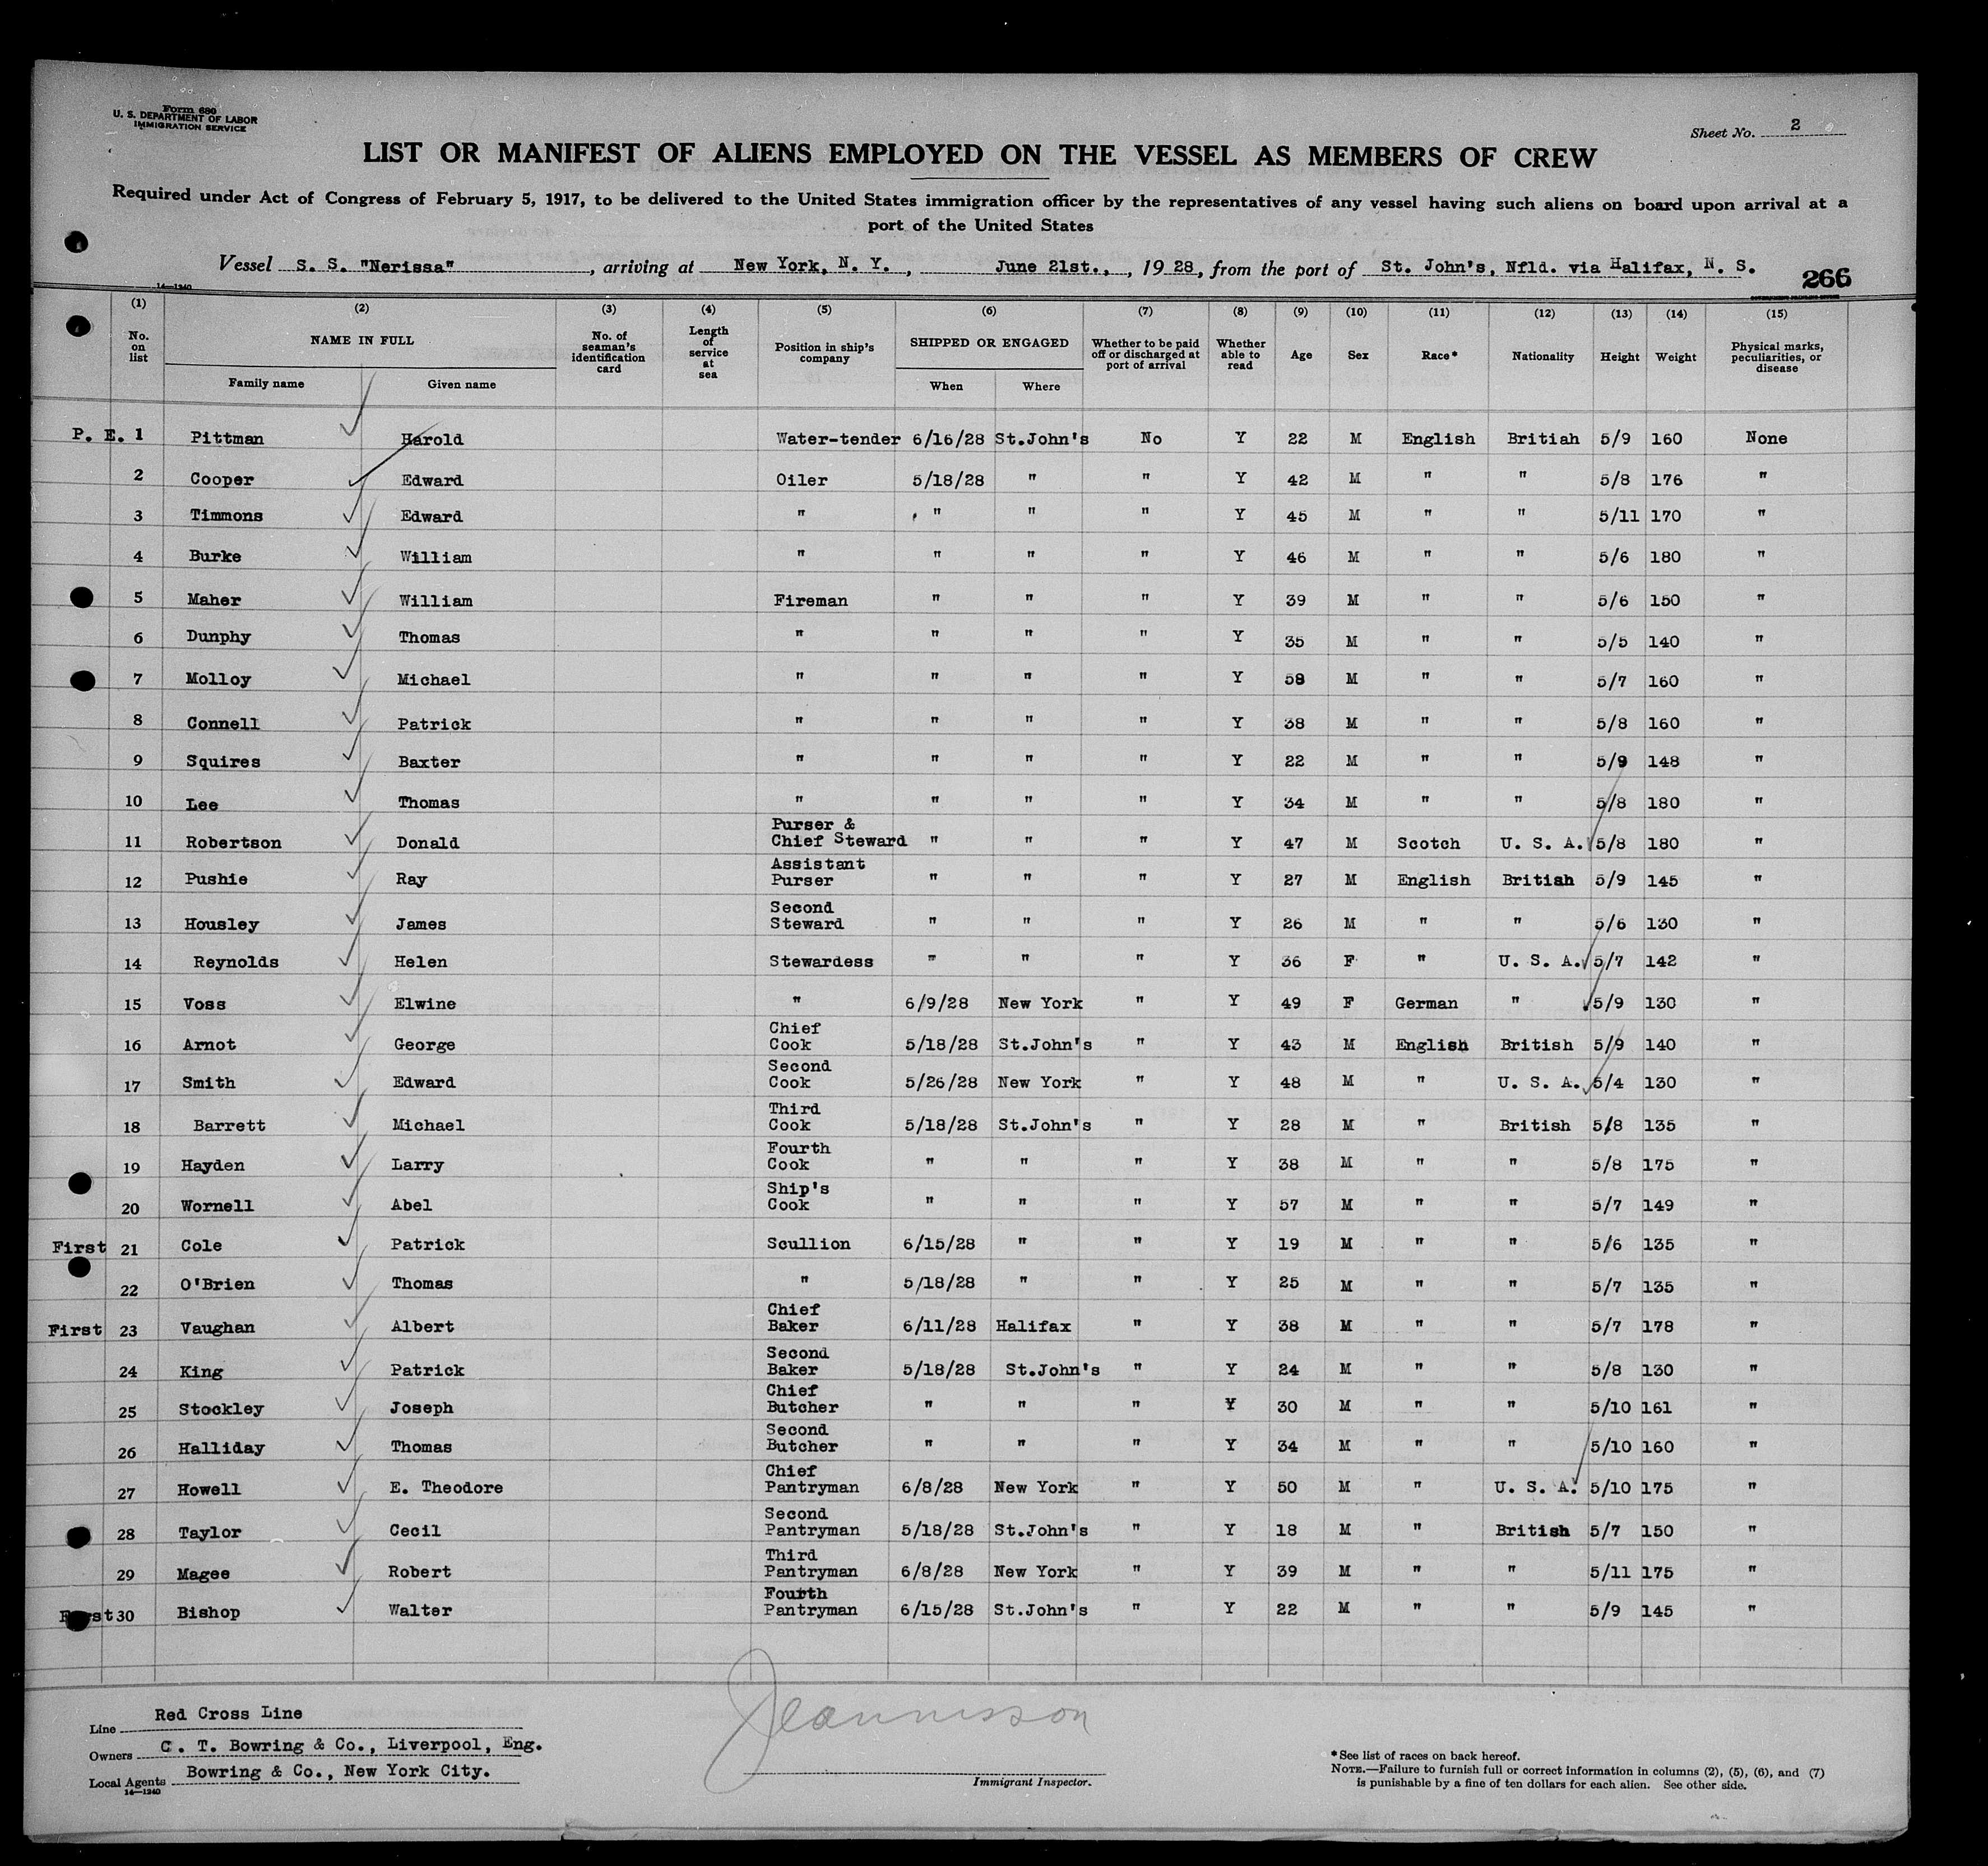 Form 680
U. S. DEPARTMENT OF LABOR
IMMIGRATION SERVICE
Sheet No. 2
LIST OR MANIFEST OF ALIENS EMPLOYED ON THE VESSEL AS MEMBERS OF CREW
Required under Act of Congress of February 5, 1917, to be delivered to the United States immigration officer by the representatives of any vessel having such aliens on board upon arrival at a
port of the United States
Vessel S. S. "Nerissa", arriving at New York, N. Y., June 21st., 1928, from the port of St. John's, Nfld. via Halifax, N. S.
266
14—1240
(1) (2) (3) (4) (5) (6) (7) (8) (9) (10) (11) (12) (13) (14) (15)
No. on list NAME IN FULL Family name Given name No. of seaman's identification card Length of service at sea Position in ship's company SHIPPED OR ENGAGED When Where Whether to be paid off or discharged at port of arrival Whether able to read Age Sex Race* Nationality Height Weight Physical marks, peculiarities, or disease
P. E. 1 Pittman Harold Water-tender 6/16/28 St.John's No Y 22 M English British 5/9 160 None
2 Cooper Edward Oiler 5/18/28 " " Y 42 M " " 5/8 176 "
3 Timmons Edward " " " " Y 45 M " " 5/11 170 "
4 Burke William " " " " Y 46 M " " 5/6 180 "
5 Maher William Fireman " " " Y 39 M " " 5/6 150 "
6 Dunphy Thomas " " " " Y 35 M " " 5/5 140 "
7 Molloy Michael " " " " Y 58 M " " 5/7 160 "
8 Connell Patrick " " " " Y 38 M " " 5/8 160 "
9 Squires Baxter " " " " Y 22 M " " 5/9 148 "
10 Lee Thomas " " " " Y 34 M " " 5/8 180 "
11 Robertson Donald Purser & Chief Steward " " " Y 47 M Scotch U. S. A. 5/8 180 "
12 Pushie Ray Assistant Purser " " " Y 27 M English British 5/9 145 "
13 Housley James Second Steward " " " Y 26 M " " 5/6 130 "
14 Reynolds Helen Stewardess " " " Y 36 F " U. S. A. 5/7 142 "
15 Voss Elwine " 6/9/28 New York " Y 49 F German " 5/9 130 "
16 Arnot George Chief Cook 5/18/28 St.John's " Y 43 M English British 5/9 140 "
17 Smith Edward Second Cook 5/26/28 New York " Y 48 M " U. S. A. 5/4 130 "
18 Barrett Michael Third Cook 5/18/28 St.John's " Y 28 M " British 5/8 135 "
19 Hayden Larry Fourth Cook " " " Y 38 M " " 5/8 175 "
20 Wornell Abel Ship's Cook " " " Y 57 M " " 5/7 149 "
First 21 Cole Patrick Scullion 6/15/28 " " Y 19 M " " 5/6 135 "
22 O'Brien Thomas " 5/18/28 " " Y 25 M " " 5/7 135 "
First 23 Vaughan Albert Chief Baker 6/11/28 Halifax " Y 38 M " " 5/7 178 "
24 King Patrick Second Baker 5/18/28 St.John's " Y 24 M " " 5/8 130 "
25 Stockley Joseph Chief Butcher " " " Y 30 M " " 5/10 161 "
26 Halliday Thomas Second Butcher " " " Y 34 M " " 5/10 160 "
27 Howell E. Theodore Chief Pantryman 6/8/28 New York " Y 50 M " U. S. A. 5/10 175 "
28 Taylor Cecil Second Pantryman 5/18/28 St.John's " Y 18 M " British 5/7 150 "
29 Magee Robert Third Pantryman 6/8/28 New York " Y 39 M " " 5/11 175 "
First 30 Bishop Walter Fourth Pantryman 6/15/28 St.John's " Y 22 M " " 5/9 145 "
Line Red Cross Line
Owners C. T. Bowring & Co., Liverpool, Eng.
Local Agents Bowring & Co., New York City.
14—1240
Jeannisson
Immigrant Inspector.
*See list of races on back hereof.
NOTE.—Failure to furnish full or correct information in columns (2), (5), (6), and (7)
is punishable by a fine of ten dollars for each alien. See other side.